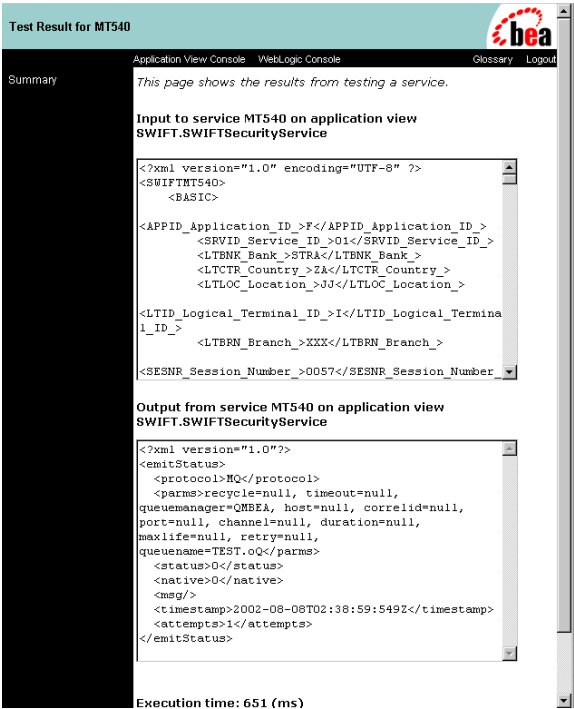 Test Result for MT540
bea
Application View Console WebLogic Console Glossary Logout
Summary
This page shows the results from testing a service.
Input to service MT540 on application view
SWIFT.SWIFTSecurityService
<?xml version="1.0" encoding="UTF-8" ?>
<SWIFTMT540>
<BASIC>
<APPID_Application_ID_>F</APPID_Application_ID_>
<SRVID_Service_ID_>01</SRVID_Service_ID_>
<LTBNK_Bank_>STRA</LTBNK_Bank_>
<LTCTR_Country_>ZA</LTCTR_Country_>
<LTLOC_Location_>JJ</LTLOC_Location_>
<LTID_Logical_Terminal_ID_>I</LTID_Logical_Termina
l_ID_>
<LTBRN_Branch_>XXX</LTBRN_Branch_>
<SESNR_Session_Number_>0057</SESNR_Session_Number_
Output from service MT540 on application view
SWIFT.SWIFTSecurityService
<?xml version="1.0"?>
<emitStatus>
<protocol>MQ</protocol>
<parms>recycle=null, timeout=null,
queuemanager=QMBEA, host=null, correlid=null,
port=null, channel=null, duration=null,
maxlife=null, retry=null,
queuename=TEST.oQ</parms>
<status>0</status>
<native>0</native>
<msg/>
<timestamp>2002-08-08T02:38:59:549Z</timestamp>
<attempts>1</attempts>
</emitStatus>
Execution time: 651 (ms)